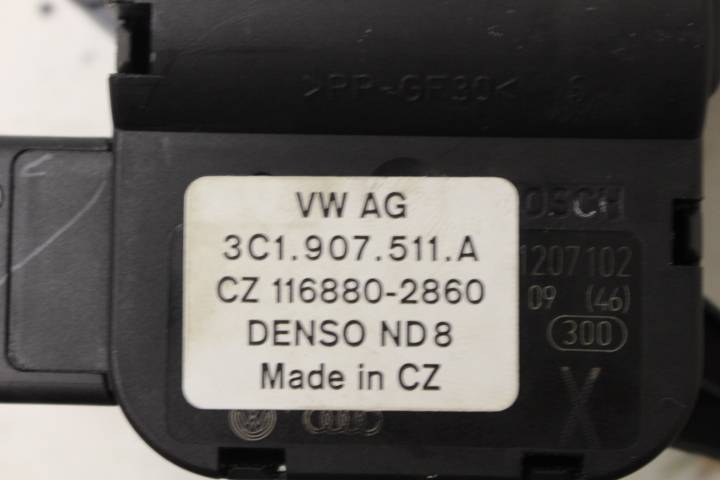 >PP-GF30<
VW AG
3C1.907.511.A
CZ 116880-2860
DENSO ND8
Made in CZ
1207102
09 (46)
300
X